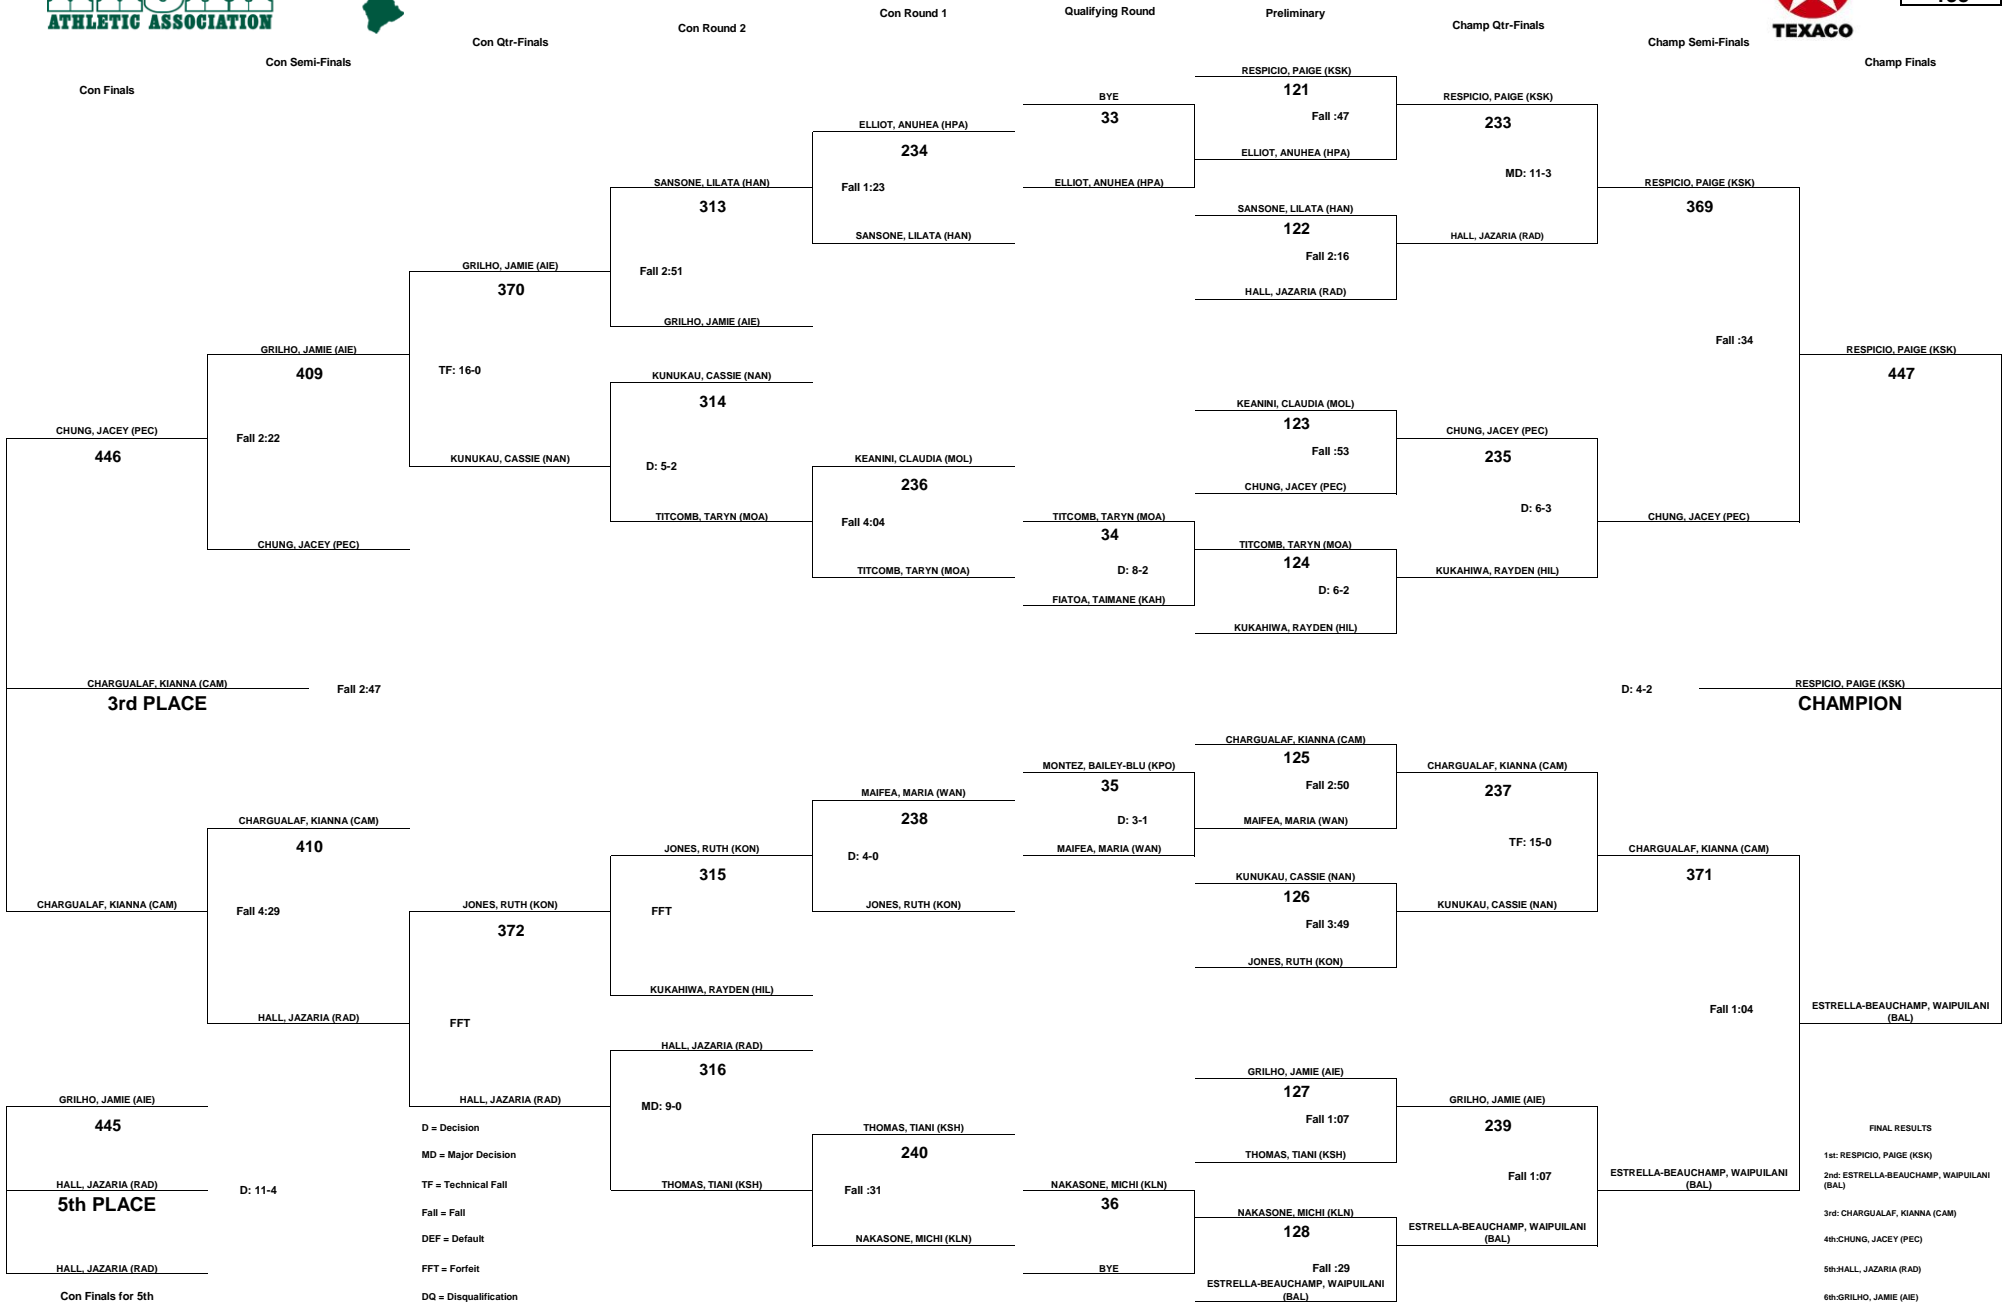 ATHLETIC ASSOCIATION
TEXACO
Con Finals
Con Semi-Finals
Con Qtr-Finals
Con Round 2
Con Round 1
Qualifying Round
Preliminary
Champ Qtr-Finals
Champ Semi-Finals
Champ Finals
CHUNG, JACEY (PEC)
446
CHARGUALAF, KIANNA (CAM)
3rd PLACE
Fall 2:47
CHARGUALAF, KIANNA (CAM)
GRILHO, JAMIE (AIE)
445
HALL, JAZARIA (RAD)
5th PLACE
D: 11-4
HALL, JAZARIA (RAD)
Con Finals for 5th
GRILHO, JAMIE (AIE)
409
Fall 2:22
CHUNG, JACEY (PEC)
CHARGUALAF, KIANNA (CAM)
410
Fall 4:29
HALL, JAZARIA (RAD)
GRILHO, JAMIE (AIE)
370
TF: 16-0
KUNUKAU, CASSIE (NAN)
JONES, RUTH (KON)
372
FFT
HALL, JAZARIA (RAD)
D = Decision
MD = Major Decision
TF = Technical Fall
Fall = Fall
DEF = Default
FFT = Forfeit
DQ = Disqualification
SANSONE, LILATA (HAN)
313
Fall 2:51
GRILHO, JAMIE (AIE)
KUNUKAU, CASSIE (NAN)
314
D: 5-2
TITCOMB, TARYN (MOA)
JONES, RUTH (KON)
315
FFT
KUKAHIWA, RAYDEN (HIL)
HALL, JAZARIA (RAD)
316
MD: 9-0
THOMAS, TIANI (KSH)
ELLIOT, ANUHEA (HPA)
234
Fall 1:23
SANSONE, LILATA (HAN)
KEANINI, CLAUDIA (MOL)
236
Fall 4:04
TITCOMB, TARYN (MOA)
MAIFEA, MARIA (WAN)
238
D: 4-0
JONES, RUTH (KON)
THOMAS, TIANI (KSH)
240
Fall :31
NAKASONE, MICHI (KLN)
BYE
33
ELLIOT, ANUHEA (HPA)
TITCOMB, TARYN (MOA)
34
D: 8-2
FIATOA, TAIMANE (KAH)
MONTEZ, BAILEY-BLU (KPO)
35
D: 3-1
MAIFEA, MARIA (WAN)
NAKASONE, MICHI (KLN)
36
BYE
RESPICIO, PAIGE (KSK)
121
Fall :47
ELLIOT, ANUHEA (HPA)
SANSONE, LILATA (HAN)
122
Fall 2:16
HALL, JAZARIA (RAD)
KEANINI, CLAUDIA (MOL)
123
Fall :53
CHUNG, JACEY (PEC)
TITCOMB, TARYN (MOA)
124
D: 6-2
KUKAHIWA, RAYDEN (HIL)
CHARGUALAF, KIANNA (CAM)
125
Fall 2:50
MAIFEA, MARIA (WAN)
KUNUKAU, CASSIE (NAN)
126
Fall 3:49
JONES, RUTH (KON)
GRILHO, JAMIE (AIE)
127
Fall 1:07
THOMAS, TIANI (KSH)
NAKASONE, MICHI (KLN)
128
Fall :29
ESTRELLA-BEAUCHAMP, WAIPUILANI
(BAL)
RESPICIO, PAIGE (KSK)
233
MD: 11-3
HALL, JAZARIA (RAD)
CHUNG, JACEY (PEC)
235
D: 6-3
KUKAHIWA, RAYDEN (HIL)
CHARGUALAF, KIANNA (CAM)
237
TF: 15-0
KUNUKAU, CASSIE (NAN)
GRILHO, JAMIE (AIE)
239
Fall 1:07
ESTRELLA-BEAUCHAMP, WAIPUILANI
(BAL)
RESPICIO, PAIGE (KSK)
369
Fall :34
CHUNG, JACEY (PEC)
CHARGUALAF, KIANNA (CAM)
371
Fall 1:04
ESTRELLA-BEAUCHAMP, WAIPUILANI
(BAL)
RESPICIO, PAIGE (KSK)
447
D: 4-2
RESPICIO, PAIGE (KSK)
CHAMPION
ESTRELLA-BEAUCHAMP, WAIPUILANI
(BAL)
FINAL RESULTS
1st: RESPICIO, PAIGE (KSK)
2nd: ESTRELLA-BEAUCHAMP, WAIPUILANI
(BAL)
3rd: CHARGUALAF, KIANNA (CAM)
4th:CHUNG, JACEY (PEC)
5th:HALL, JAZARIA (RAD)
6th:GRILHO, JAMIE (AIE)